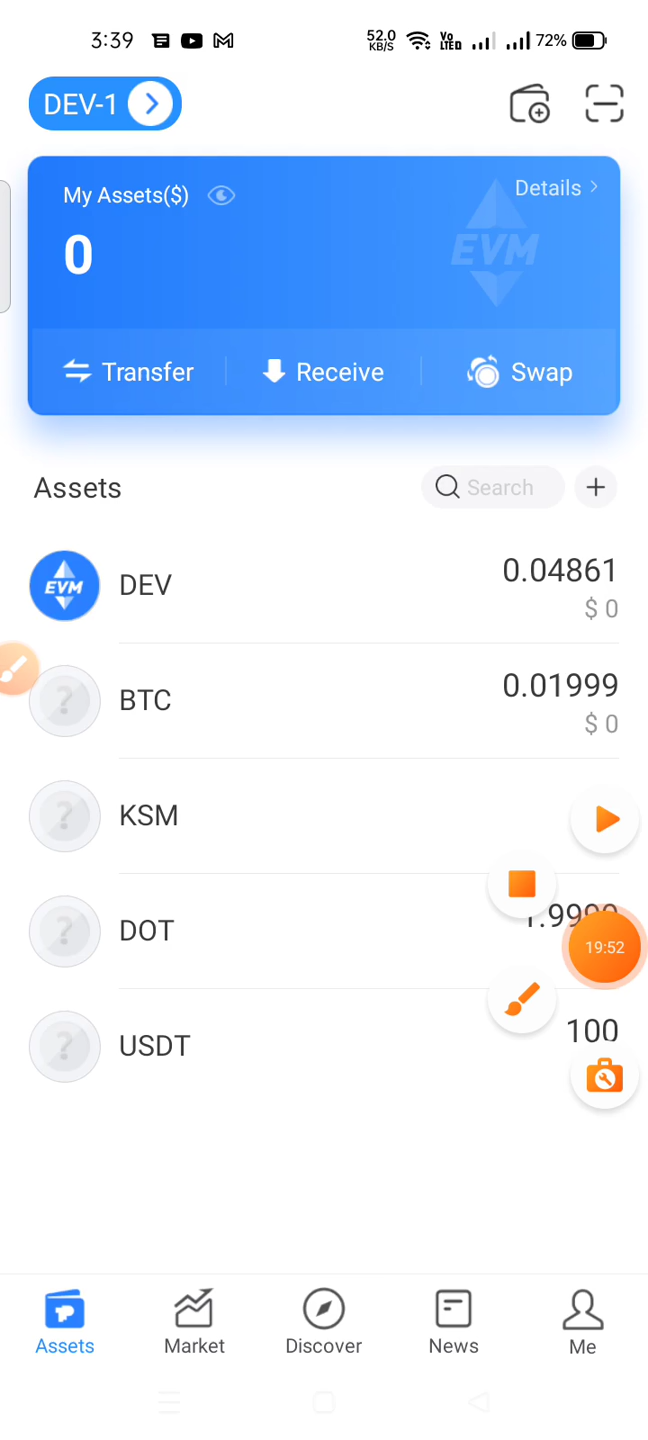 3:39 52.0 KB/S Vo LTED 72%
DEV-1
My Assets($) Details
EVM
0
Transfer Receive Swap
Assets Search
EVM DEV 0.04861
$ 0
? BTC 0.01999
$ 0
? KSM
? DOT
19:52
? USDT 100
Assets Market Discover News Me